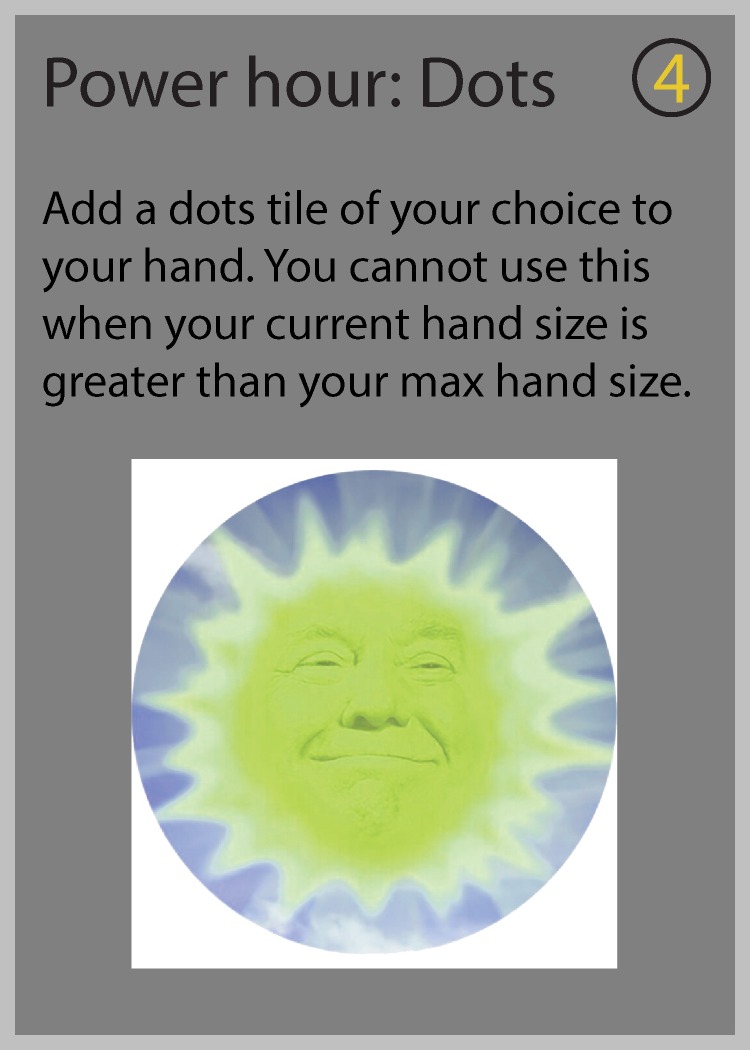 Power hour: Dots
4
Add a dots tile of your choice to
your hand. You cannot use this
when your current hand size is
greater than your max hand size.